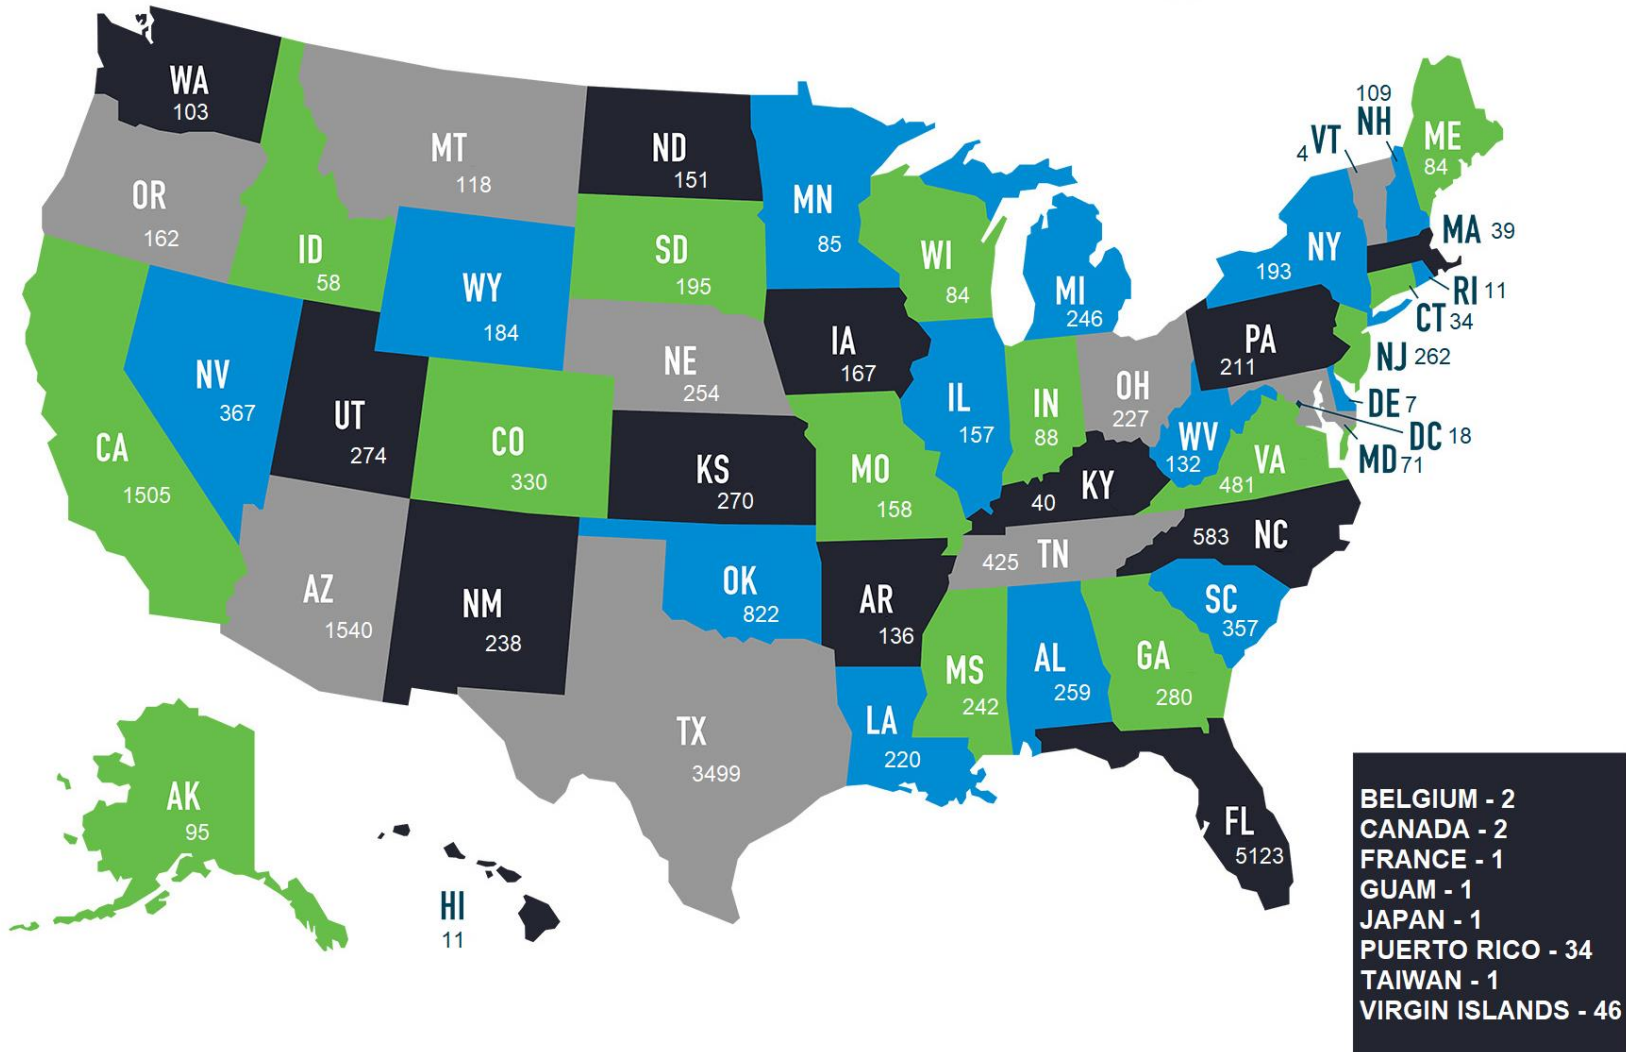 WA
103
OR
162
MT
118
ID
58
ND
151
SD
195
WY
184
NE
254
NV
367
UT
274
CO
330
CA
1505
AZ
1540
NM
238
KS
270
OK
822
TX
3499
MN
85
IA
167
MO
158
AR
136
LA
220
WI
84
IL
157
MI
246
IN
88
OH
227
KY
40
TN
425
MS
242
AL
259
GA
280
FL
5123
SC
357
583 NC
VA
481
WV
132
PA
211
NY
193
109
NH
4 VT
ME
84
MA 39
RI 11
CT 34
NJ 262
DE 7
DC 18
MD 71
AK
95
HI
11
BELGIUM - 2
CANADA - 2
FRANCE - 1
GUAM - 1
JAPAN - 1
PUERTO RICO - 34
TAIWAN - 1
VIRGIN ISLANDS - 46